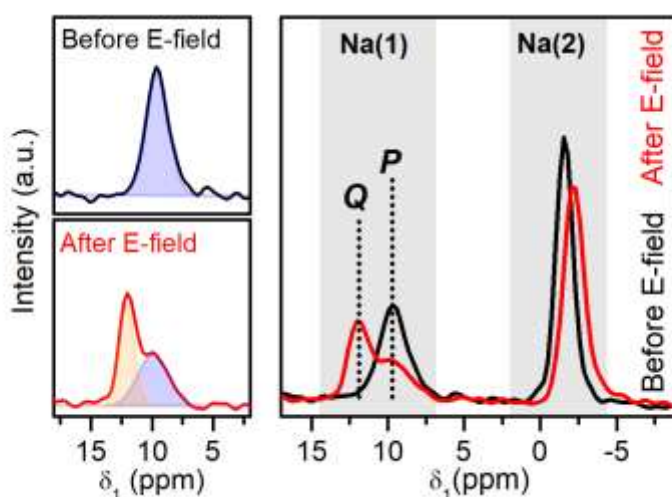 Before E-field
After E-field
Intensity (a.u.)
15
10
5
δ₁ (ppm)
Na(1)
Na(2)
Q
P
15
10
5
0
-5
δ₁(ppm)
Before E-field
After E-field